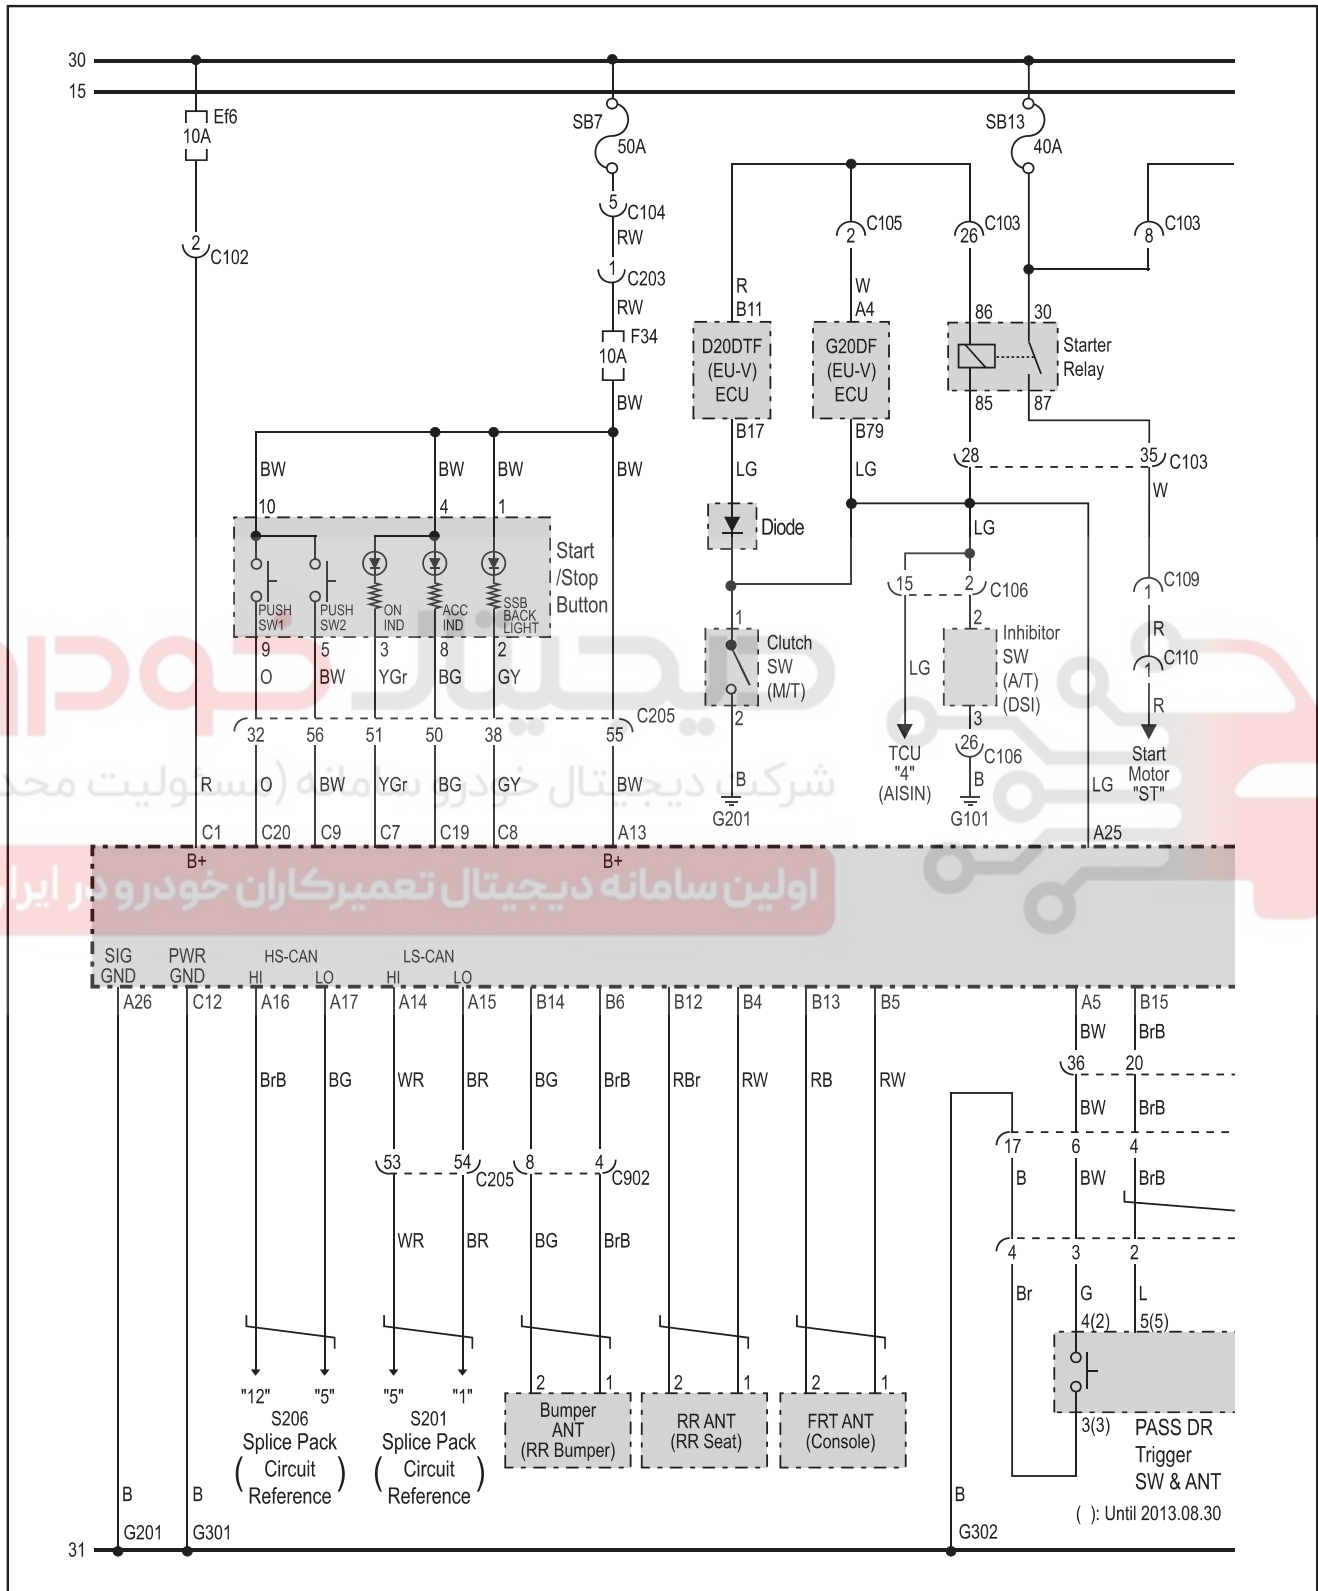 30
15
Ef6
10A
SB7
50A
SB13
40A
5
C104
RW
2
C102
C105
2
C103
26
C103
8
1
C203
RW
R
B11
W
A4
F34
10A
86
30
D20DTF
(EU-V)
ECU
G20DF
(EU-V)
ECU
Starter
Relay
BW
85
87
B17
B79
BW
BW
BW
BW
LG
LG
28
35
C103
W
10
4
1
Diode
LG
Start
/Stop
Button
PUSH
SW1
PUSH
SW2
ON
IND
ACC
IND
SSB
BACK
LIGHT
15
2
C106
C109
1
9
5
3
8
2
1
2
R
Clutch
SW
(M/T)
Inhibitor
SW
(A/T)
(DSI)
C110
1
O
BW
YGr
BG
GY
LG
R
2
3
C205
32
56
51
50
38
55
26
C106
TCU
"4"
(AISIN)
Start
Motor
"ST"
دیجیتال خودرو
شرکت دیجیتال خودرو سامانه (مسئولیت محد
R
O
BW
YGr
BG
GY
BW
B
B
LG
G201
G101
C1
C20
C9
C7
C19
C8
A13
A25
B+
B+
اولین سامانه دیجیتال تعمیرکاران خودرو در ایران
SIG
GND
PWR
GND
HS-CAN
HI
LO
LS-CAN
HI
LO
A26
C12
A16
A17
A14
A15
B14
B6
B12
B4
B13
B5
A5
B15
BW
BrB
36
20
BrB
BG
WR
BR
BG
BrB
RBr
RW
RB
RW
BW
BrB
17
6
4
53
54
C205
8
4
C902
B
BW
BrB
WR
BR
BG
BrB
4
3
2
Br
G
L
4(2)
5(5)
"12"
"5"
"5"
"1"
2
1
2
1
2
1
S206
Splice Pack
( Circuit )
Reference
S201
Splice Pack
( Circuit )
Reference
Bumper
ANT
(RR Bumper)
RR ANT
(RR Seat)
FRT ANT
(Console)
3(3)
PASS DR
Trigger
SW & ANT
( ): Until 2013.08.30
B
B
B
G201
G301
G302
31